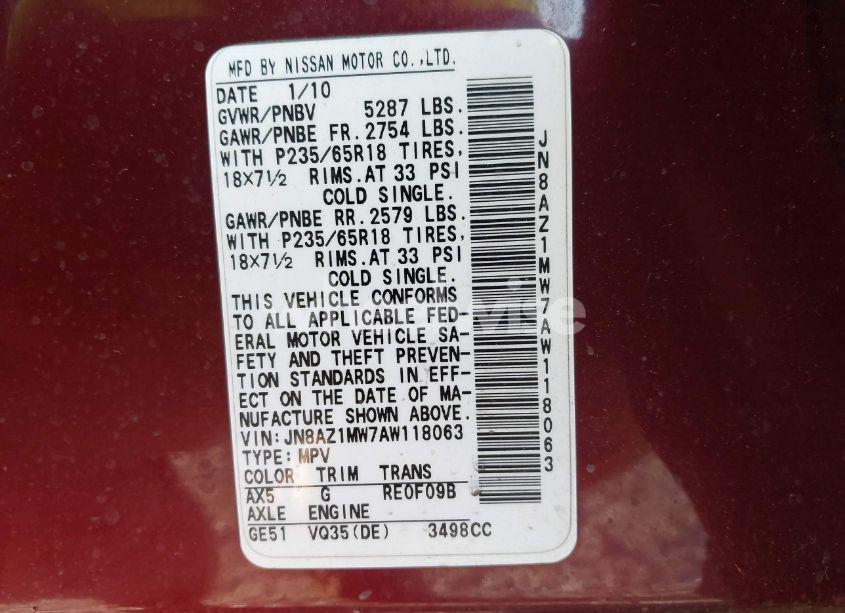 MFD BY NISSAN MOTOR CO.,LTD.
DATE 1/10
GVWR/PNBV 5287 LBS.
GAWR/PNBE FR.2754 LBS.
WITH P235/65R18 TIRES,
18X7½ RIMS.AT 33 PSI
COLD SINGLE.
GAWR/PNBE RR.2579 LBS.
WITH P235/65R18 TIRES,
18X7½ RIMS.AT 33 PSI
COLD SINGLE.
THIS VEHICLE CONFORMS
TO ALL APPLICABLE FED-
ERAL MOTOR VEHICLE SA-
FETY AND THEFT PREVEN-
TION STANDARDS IN EFF-
ECT ON THE DATE OF MA-
NUFACTURE SHOWN ABOVE.
VIN:JN8AZ1MW7AW118063
TYPE:MPV
COLOR TRIM TRANS
AX5 G RE0F09B
AXLE ENGINE
GE51 VQ35(DE) 3498CC
JN8AZ1MW7AW118063